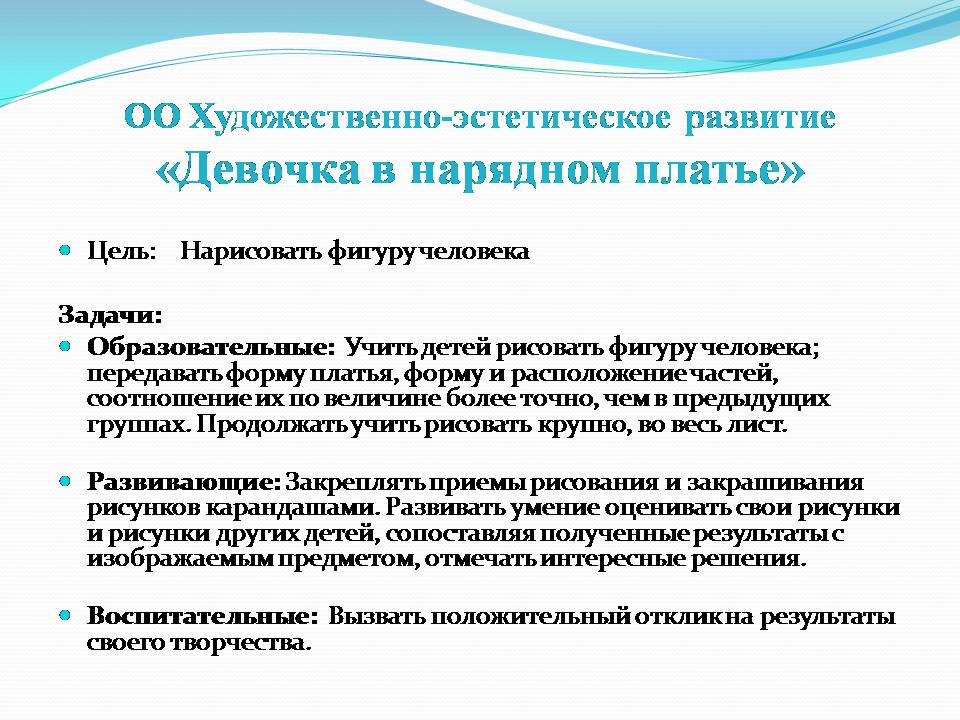 ОО Художественно-эстетическое развитие
«Девочка в нарядном платье»
Цель: Нарисовать фигуру человека
Задачи:
Образовательные: Учить детей рисовать фигуру человека;
передавать форму платья, форму и расположение частей,
соотношение их по величине более точно, чем в предыдущих
группах. Продолжать учить рисовать крупно, во весь лист.
Развивающие: Закреплять приемы рисования и закрашивания
рисунков карандашами. Развивать умение оценивать свои рисунки
и рисунки других детей, сопоставляя полученные результаты с
изображаемым предметом, отмечать интересные решения.
Воспитательные: Вызвать положительный отклик на результаты
своего творчества.